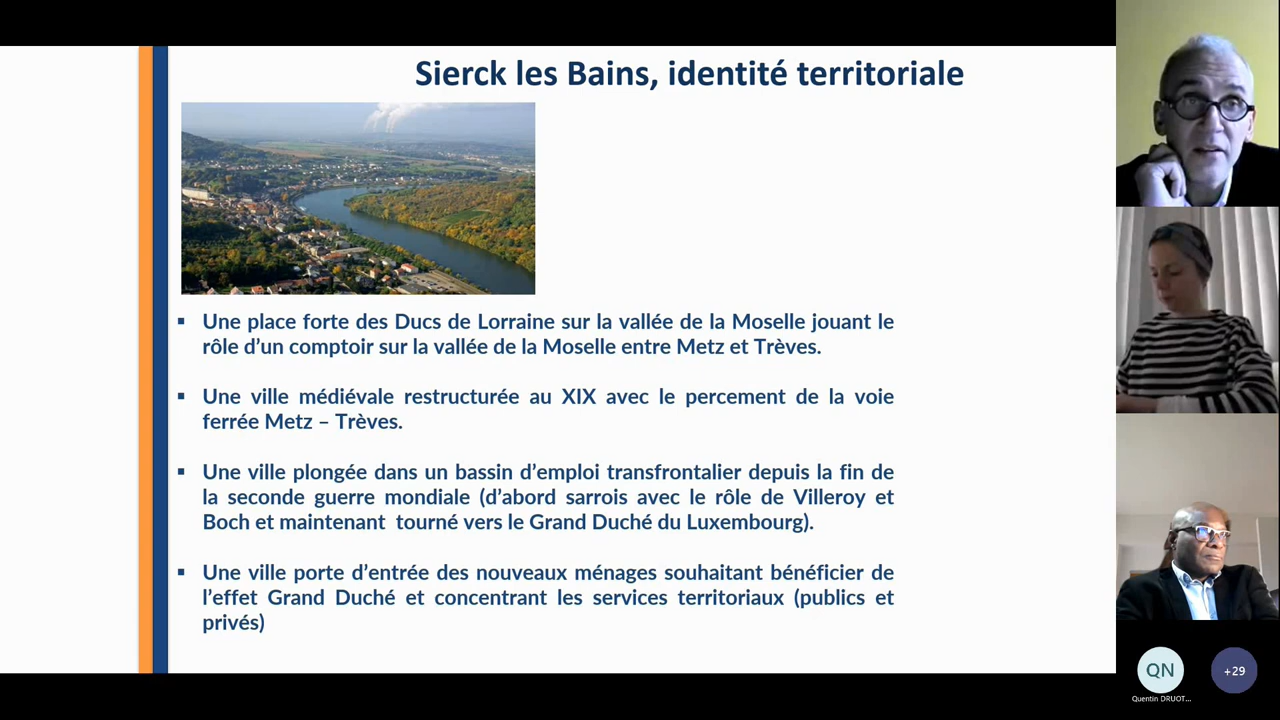 Sierck les Bains, identité territoriale
▪ Une place forte des Ducs de Lorraine sur la vallée de la Moselle jouant le
rôle d’un comptoir sur la vallée de la Moselle entre Metz et Trèves.
▪ Une ville médiévale restructurée au XIX avec le percement de la voie
ferrée Metz – Trèves.
▪ Une ville plongée dans un bassin d’emploi transfrontalier depuis la fin de
la seconde guerre mondiale (d’abord sarrois avec le rôle de Villeroy et
Boch et maintenant tourné vers le Grand Duché du Luxembourg).
▪ Une ville porte d’entrée des nouveaux ménages souhaitant bénéficier de
l’effet Grand Duché et concentrant les services territoriaux (publics et
privés)
QN
+29
Quentin DRUOT...